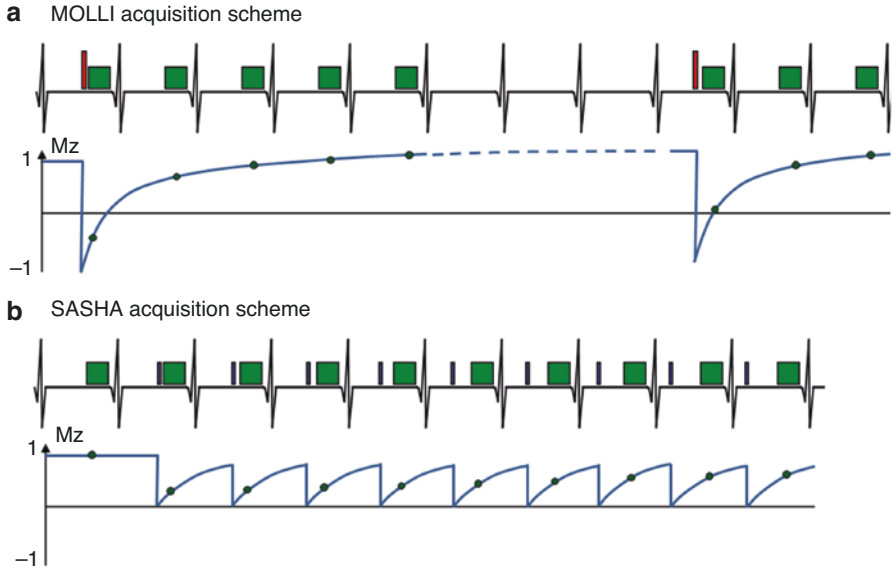 a MOLLI acquisition scheme
Mz
1
–1
b SASHA acquisition scheme
Mz
1
–1